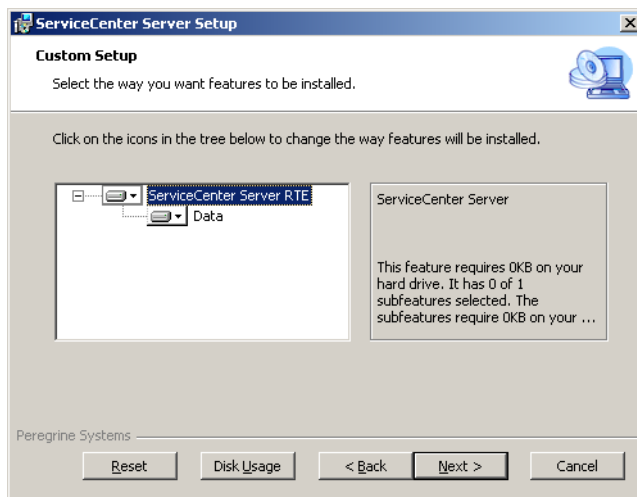 ServiceCenter Server Setup
Custom Setup
Select the way you want features to be installed.
Click on the icons in the tree below to change the way features will be installed.
ServiceCenter Server RTE
Data
ServiceCenter Server
This feature requires 0KB on your
hard drive. It has 0 of 1
subfeatures selected. The
subfeatures require 0KB on your ...
Peregrine Systems
Reset
Disk Usage
< Back
Next >
Cancel